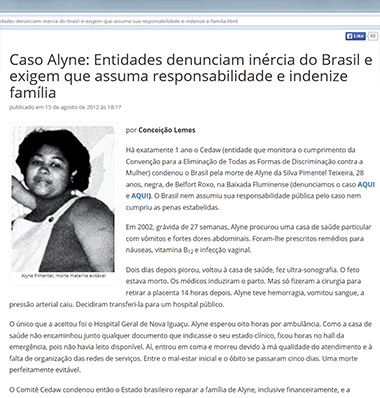 dades-denunciam-inercia-do-brasil-e-exigem-que-assuma-sua-responsabilidade-e-indenize-a-familia.html
Like 80
Caso Alyne: Entidades denunciam inércia do Brasil e
exigem que assuma responsabilidade e indenize
família
publicado em 15 de agosto de 2012 às 18:17
por Conceição Lemes
Há exatamente 1 ano o Cedaw (entidade que monitora o cumprimento da
Convenção para a Eliminação de Todas as Formas de Discriminação contra a
Mulher) condenou o Brasil pela morte de Alyne da Silva Pimentel Teixeira, 28
anos, negra, de Belfort Roxo, na Baixada Fluminense (denunciamos o caso AQUI
e AQUI). O Brasil nem assumiu sua responsabilidade pública pelo caso nem
cumpriu as penas estabelidas.
Em 2002, grávida de 27 semanas, Alyne procurou uma casa de saúde particular
com vômitos e fortes dores abdominais. Foram-lhe prescritos remédios para
náuseas, vitamina B12 e infecção vaginal.
Alyne Pimentel, morte materna evitável
Dois dias depois piorou, voltou à casa de saúde, fez ultra-sonografia. O feto
estava morto. Os médicos induziram o parto. Mas só fizeram a cirurgia para
retirar a placenta 14 horas depois. Alyne teve hemorragia, vomitou sangue, a
pressão arterial caiu. Decidiram transferi-la para um hospital público.
O único que a aceitou foi o Hospital Geral de Nova Iguaçu. Alyne esperou oito horas por ambulância. Como a casa de
saúde não encaminhou junto qualquer documento que indicasse o seu estado clínico, ficou horas no hall da
emergência, pois não havia leito disponível. Aí, entrou em coma e morreu devido à má qualidade do atendimento e à
falta de organização das redes de serviços. Entre o mal-estar inicial e o óbito se passaram cinco dias. Uma morte
perfeitamente evitável.
O Comitê Cedaw condenou então o Estado brasileiro reparar a família de Alyne, inclusive financeiramente, e a